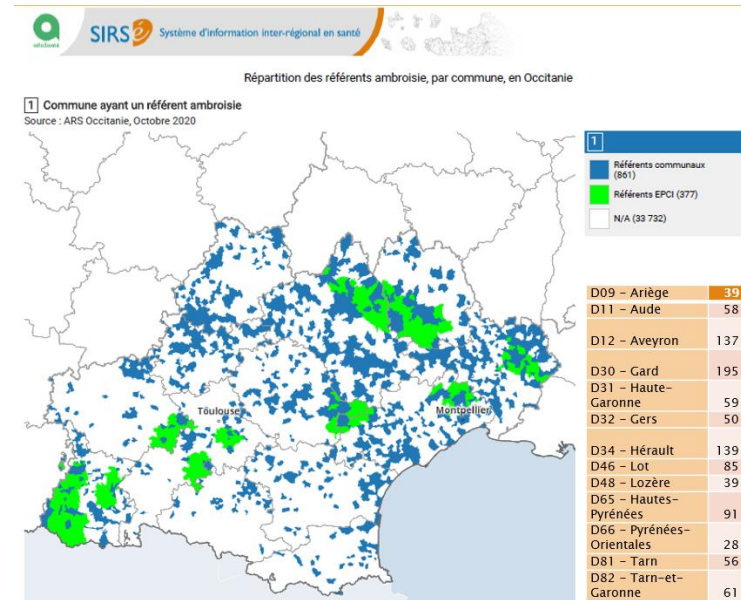 SIRSé Système d'information inter-régional en santé
Répartition des référents ambroisie, par commune, en Occitanie
1 Commune ayant un référent ambroisie
Source : ARS Occitanie, Octobre 2020
1
Référents communaux
(861)
Référents EPCI (377)
N/A (33 732)
Toulouse
Montpellier
D09 – Ariège 39
D11 – Aude 58
D12 – Aveyron 137
D30 – Gard 195
D31 – Haute-
Garonne 59
D32 – Gers 50
D34 – Hérault 139
D46 – Lot 85
D48 – Lozère 39
D65 – Hautes-
Pyrénées 91
D66 – Pyrénées-
Orientales 28
D81 – Tarn 56
D82 – Tarn-et-
Garonne 61